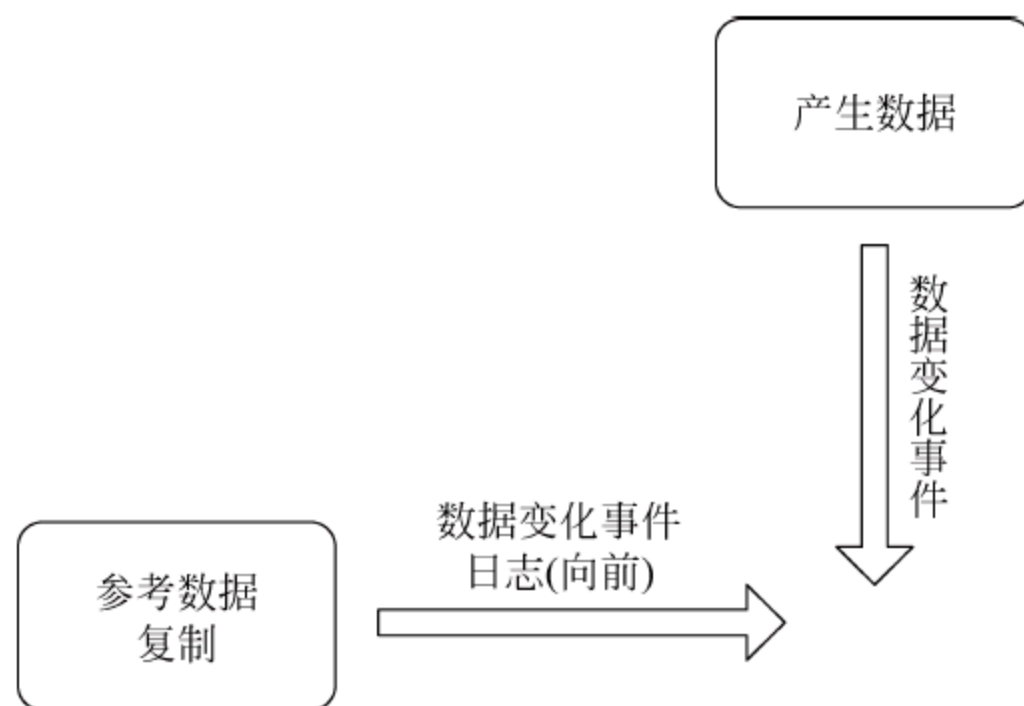 产生数据
数据变化事件
数据变化事件
日志(向前)
参考数据
复制